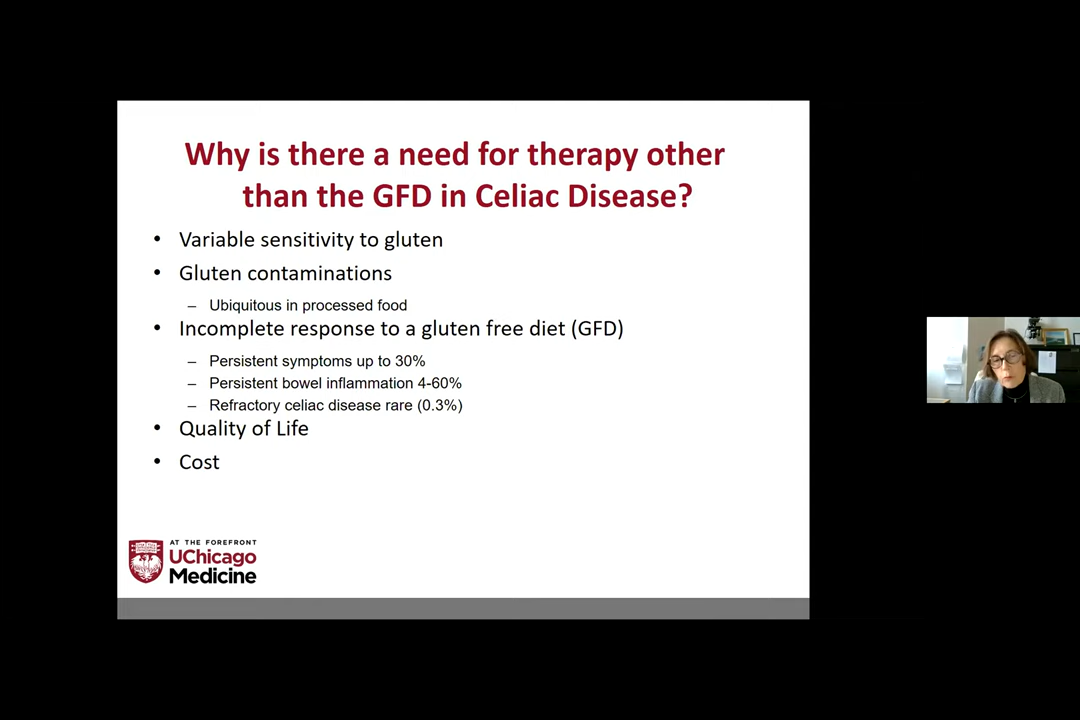 Why is there a need for therapy other
than the GFD in Celiac Disease?
• Variable sensitivity to gluten
• Gluten contaminations
– Ubiquitous in processed food
• Incomplete response to a gluten free diet (GFD)
– Persistent symptoms up to 30%
– Persistent bowel inflammation 4-60%
– Refractory celiac disease rare (0.3%)
• Quality of Life
• Cost
AT THE FOREFRONT
UChicago
Medicine